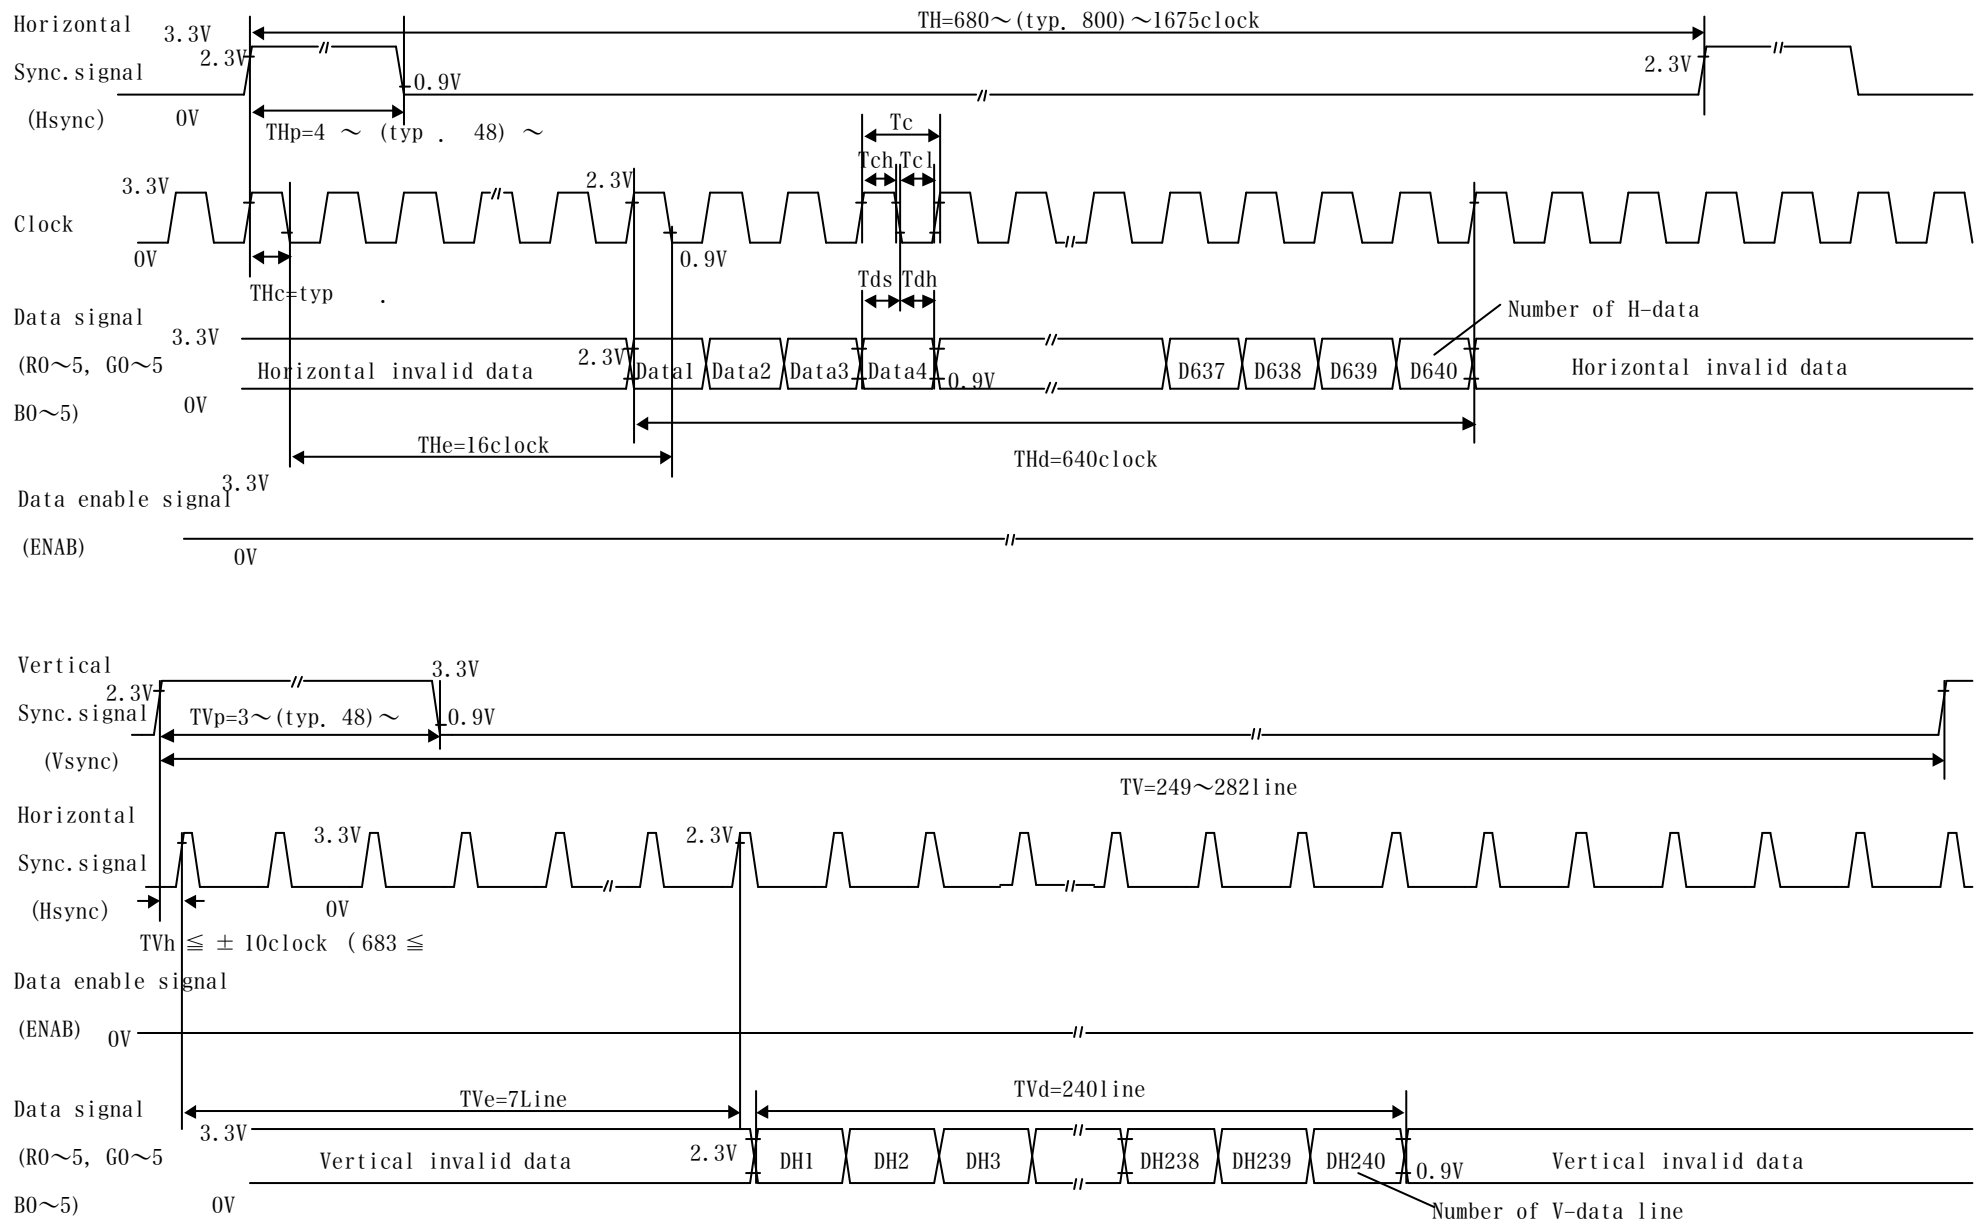 Horizontal
3.3V
TH=680～(typ. 800)～1675clock
2.3V
2.3V
Sync.signal
0.9V
(Hsync)
0V
THp=4 ～ (typ . 48) ～
Tc
Tch Tcl
3.3V
2.3V
Clock
0V
0.9V
THc=typ .
Tds Tdh
Number of H-data
Data signal
3.3V
(R0～5, G0～5
Horizontal invalid data
2.3V
Data1 Data2 Data3 Data4
0.9V
D637 D638 D639 D640
Horizontal invalid data
B0～5)
0V
THe=16clock
THd=640clock
3.3V
Data enable signal
(ENAB)
0V
Vertical
3.3V
2.3V
Sync.signal
TVp=3～(typ. 48)～
0.9V
(Vsync)
TV=249～282line
Horizontal
3.3V
2.3V
Sync.signal
(Hsync)
0V
TVh ≦ ± 10clock (683 ≦
Data enable signal
(ENAB)
0V
TVe=7Line
TVd=240line
Data signal
3.3V
(R0～5, G0～5
Vertical invalid data
2.3V
DH1 DH2 DH3 DH238 DH239 DH240
0.9V
Vertical invalid data
B0～5)
0V
Number of V-data line